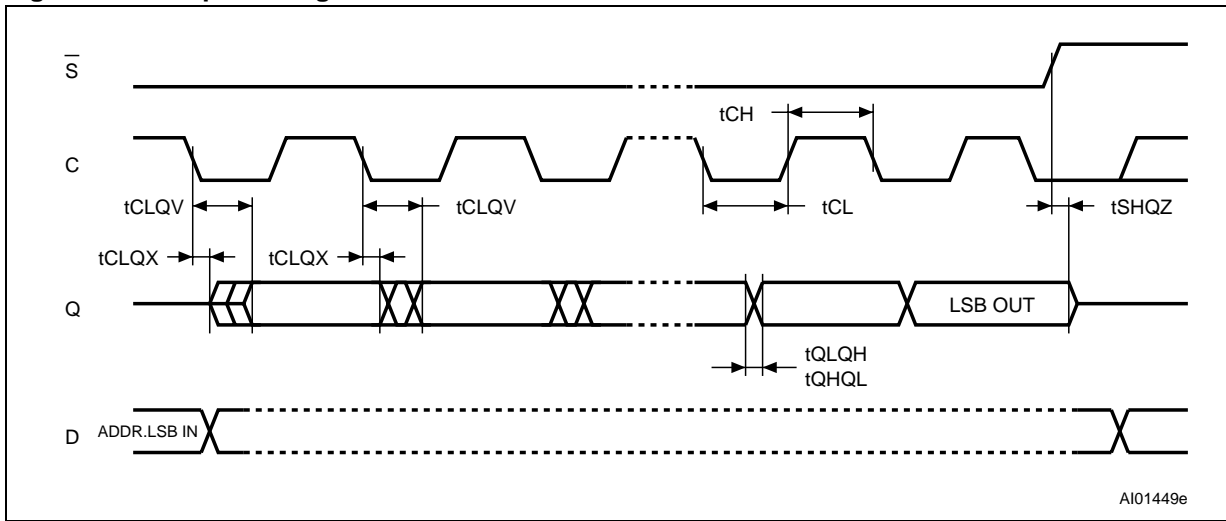 S
tCH
C
tCLQV
tCLQV
tCL
tSHQZ
tCLQX
tCLQX
Q
LSB OUT
tQLQH
tQHQL
D
ADDR.LSB IN
AI01449e